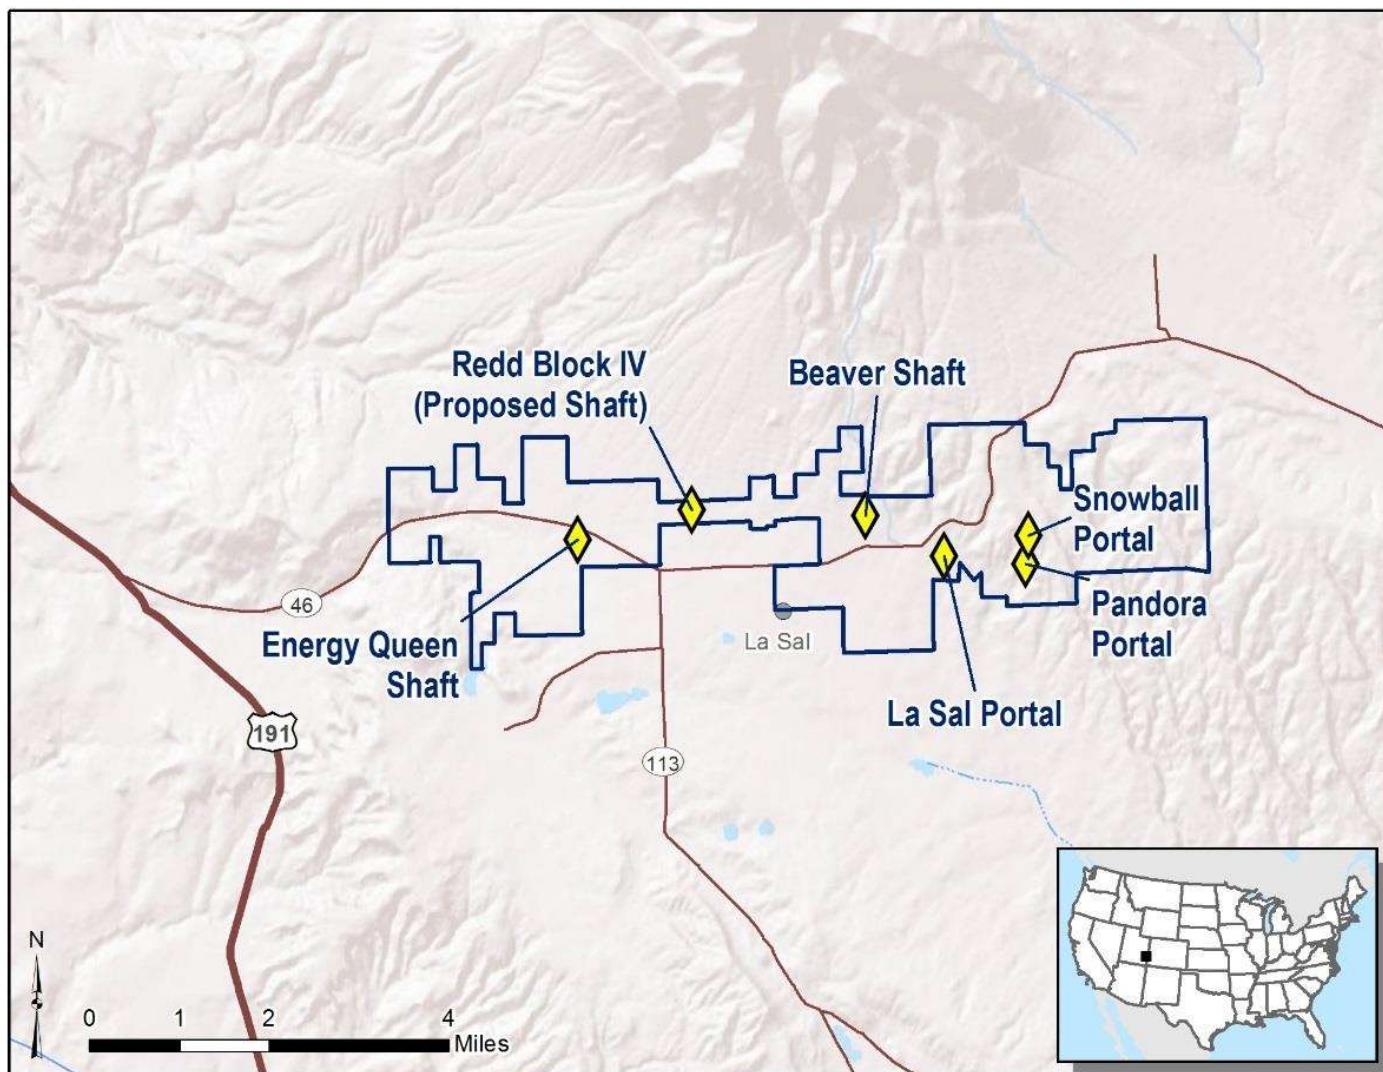 Redd Block IV
(Proposed Shaft)
Beaver Shaft
Snowball
Portal
46
Energy Queen
Shaft
La Sal
Pandora
Portal
La Sal Portal
191
113
N
0 1 2 4
Miles